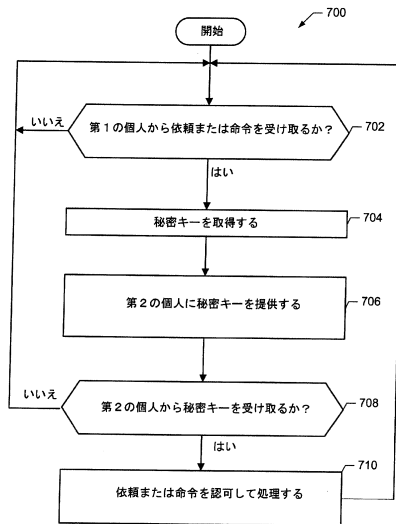 700
開始
第1の個人から依頼または命令を受け取るか？
702
いいえ
はい
秘密キーを取得する
704
第2の個人に秘密キーを提供する
706
いいえ
第2の個人から秘密キーを受け取るか？
708
はい
710
依頼または命令を認可して処理する